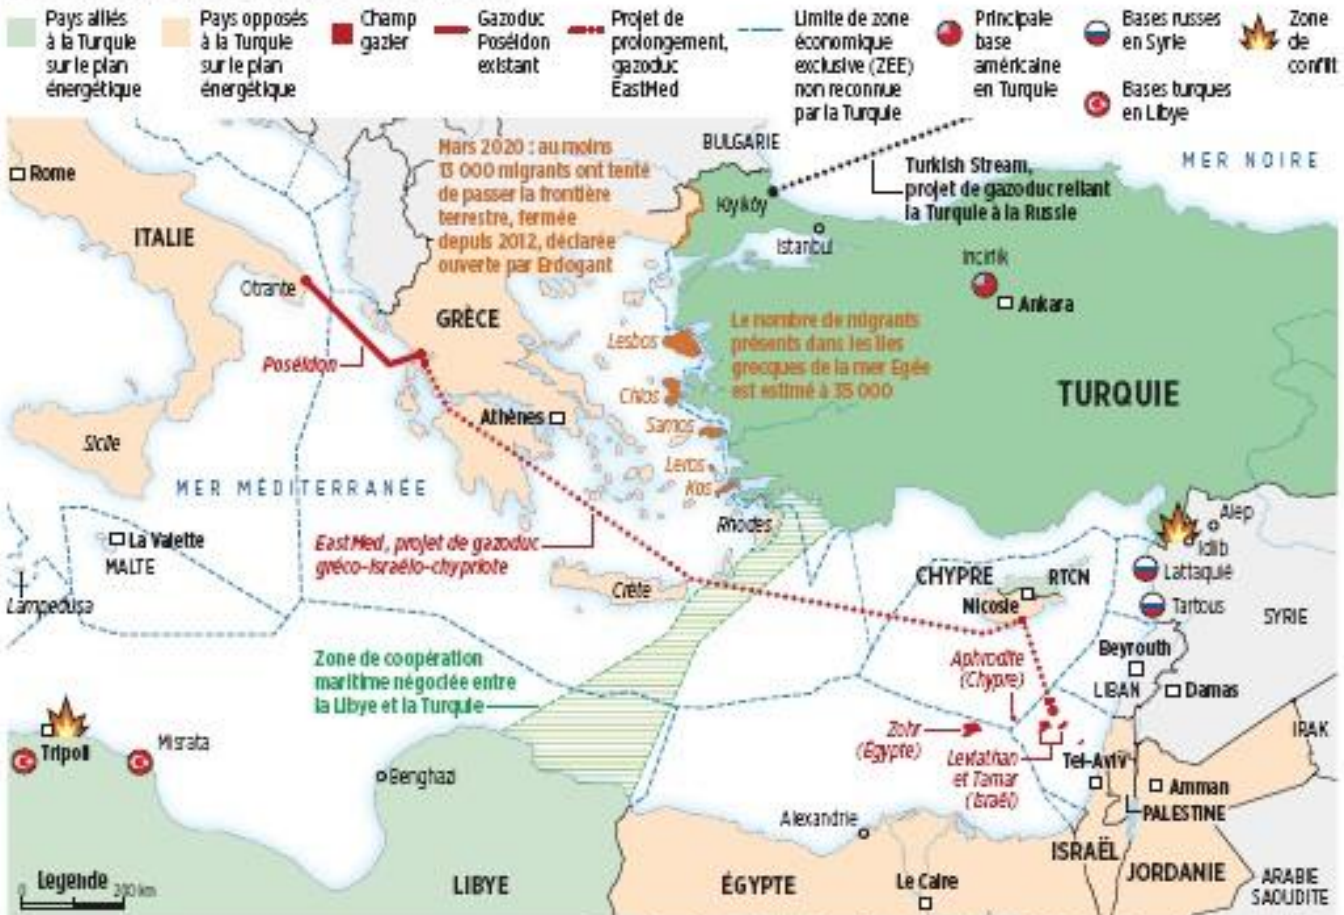 Pays alliés
à la Turquie
sur le plan
énergétique
Pays opposés
à la Turquie
sur le plan
énergétique
Champ
gazier
Gazoduc
Poséidon
existant
Projet de
prolongement,
gazoduc
EastMed
Limite de zone
économique
exclusive (ZEE)
non reconnue
par la Turquie
Principale
base
américaine
en Turquie
Bases russes
en Syrie
Bases turques
en Libye
Zone
de
conflit
BULGARIE
MER NOIRE
Rome
Mars 2020 : au moins
13 000 migrants ont tenté
de passer la frontière
terrestre, fermée
depuis 2012, déclarée
ouverte par Erdogant
Turkish Stream,
projet de gazoduc reliant
la Turquie à la Russie
Kıyıköy
Istanbul
ITALIE
Incirlik
Ankara
Otrante
GRÈCE
Lesbos
Le nombre de migrants
présents dans les îles
grecques de la mer Egée
est estimé à 35 000
Poséidon
TURQUIE
Chios
Athènes
Samos
Sicile
Leros
Kos
MER MÉDITERRANÉE
Rhodes
Alep
Idlib
La Valette
MALTE
EastMed, projet de gazoduc
gréco-israélo-chypriote
Lampedusa
Crète
CHYPRE
RTCN
Nicosie
Lattaquié
Tartous
SYRIE
Zone de coopération
maritime négociée entre
la Libye et la Turquie
Aphrodite
(Chypre)
Beyrouth
LIBAN
Damas
Tripoli
Misrata
Benghazi
Zohr
(Égypte)
Leviathan
et Tamar
(Israël)
Tel-Aviv
IRAK
Amman
PALESTINE
Alexandrie
ISRAËL
JORDANIE
Légende
0 200 km
LIBYE
ÉGYPTE
Le Caire
ARABIE
SAOUDITE